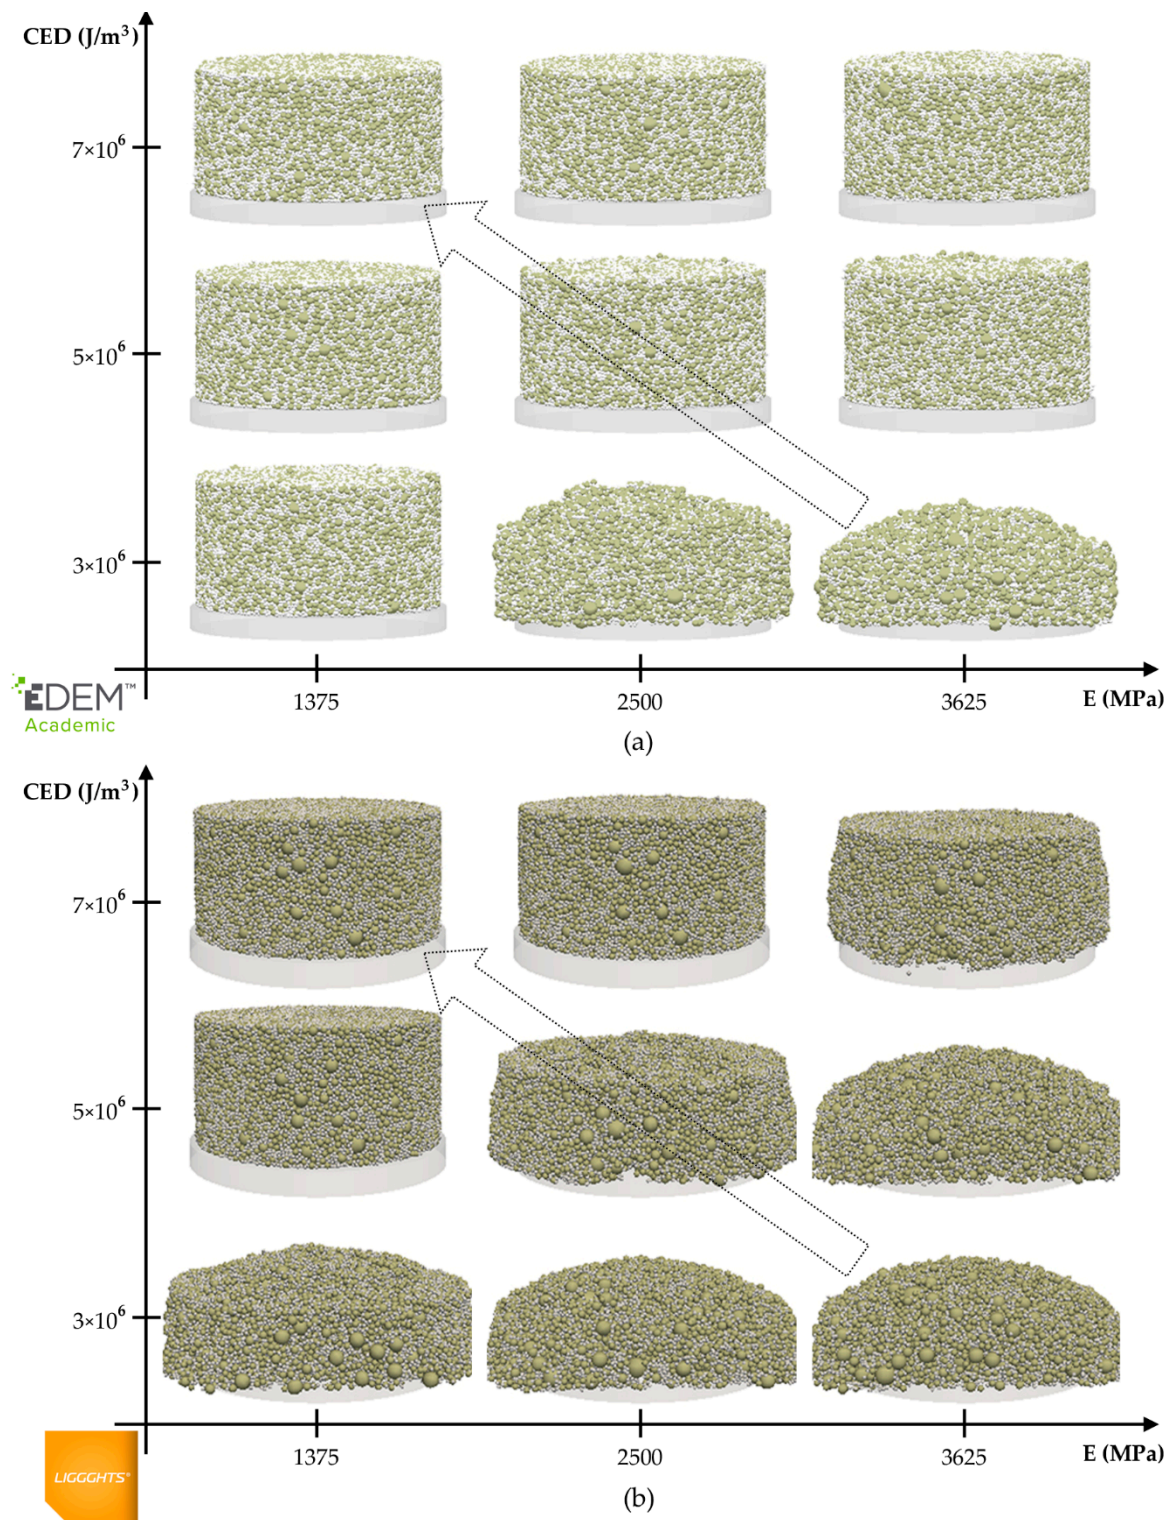 CED (J/m³)
7×10⁶
5×10⁶
3×10⁶
1375 2500 3625 E (MPa)
EDEM™
Academic
(a)
CED (J/m³)
7×10⁶
5×10⁶
3×10⁶
1375 2500 3625 E (MPa)
LIGGGHTS®
(b)